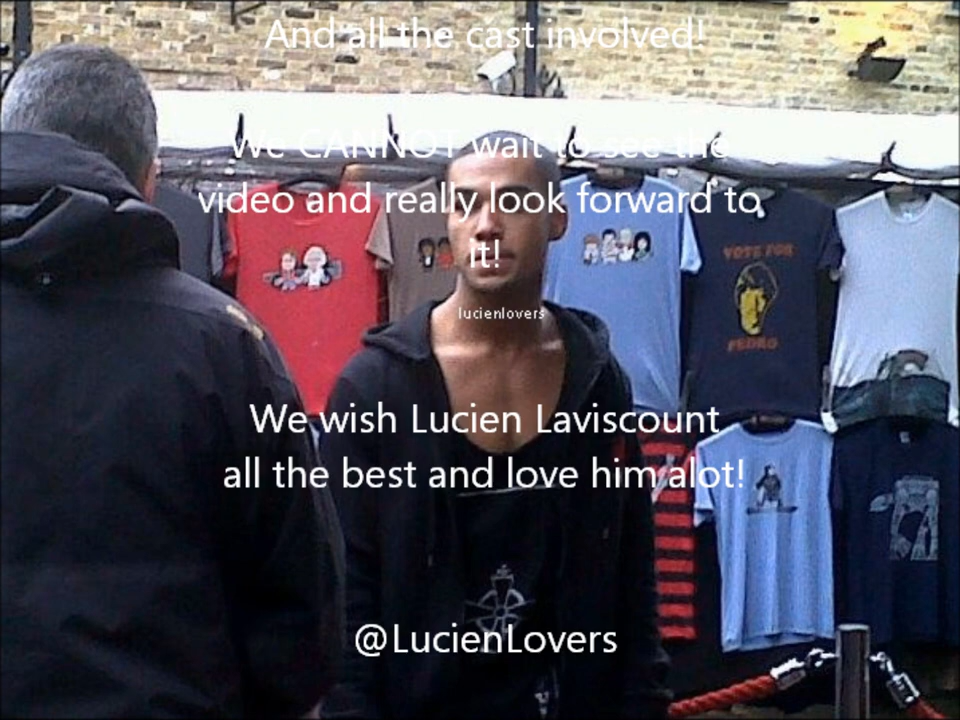 And all the cast involved!
We CANNOT wait to see the
video and really look forward to
it!
lucienlovers
We wish Lucien Laviscount
all the best and love him alot!
@LucienLovers
VOTE FOR
PEDRO